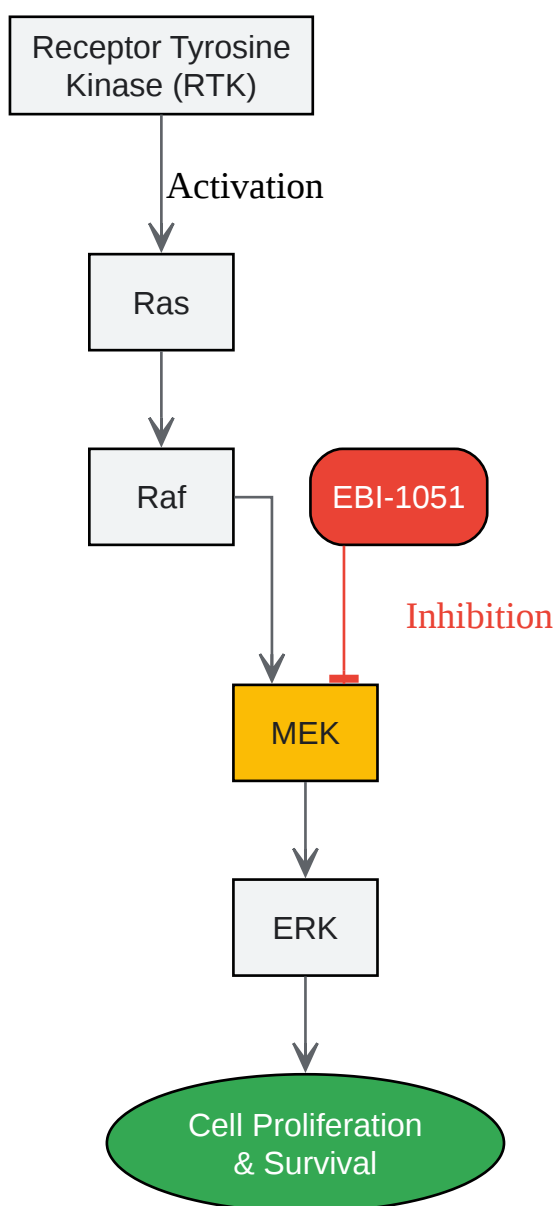 Receptor Tyrosine
Kinase (RTK)
Activation
Ras
Raf
EBI-1051
Inhibition
MEK
ERK
Cell Proliferation
& Survival